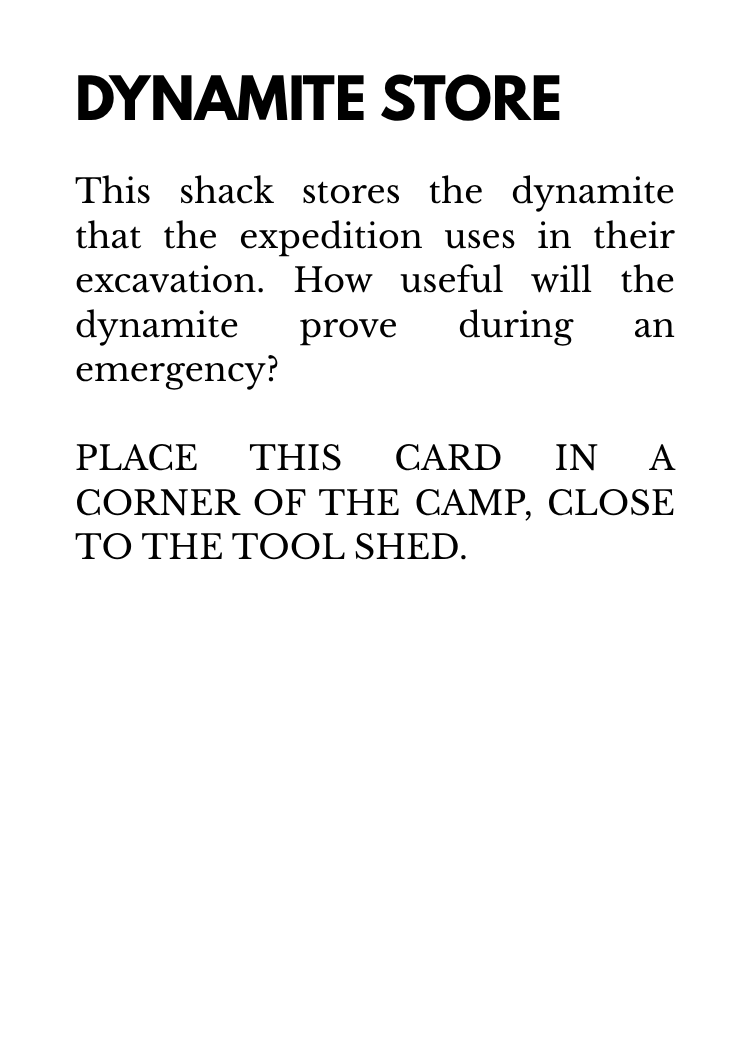 DYNAMITE STORE
This shack stores the dynamite
that the expedition uses in their
excavation. How useful will the
dynamite prove during an
emergency?
PLACE THIS CARD IN A
CORNER OF THE CAMP, CLOSE
TO THE TOOL SHED.